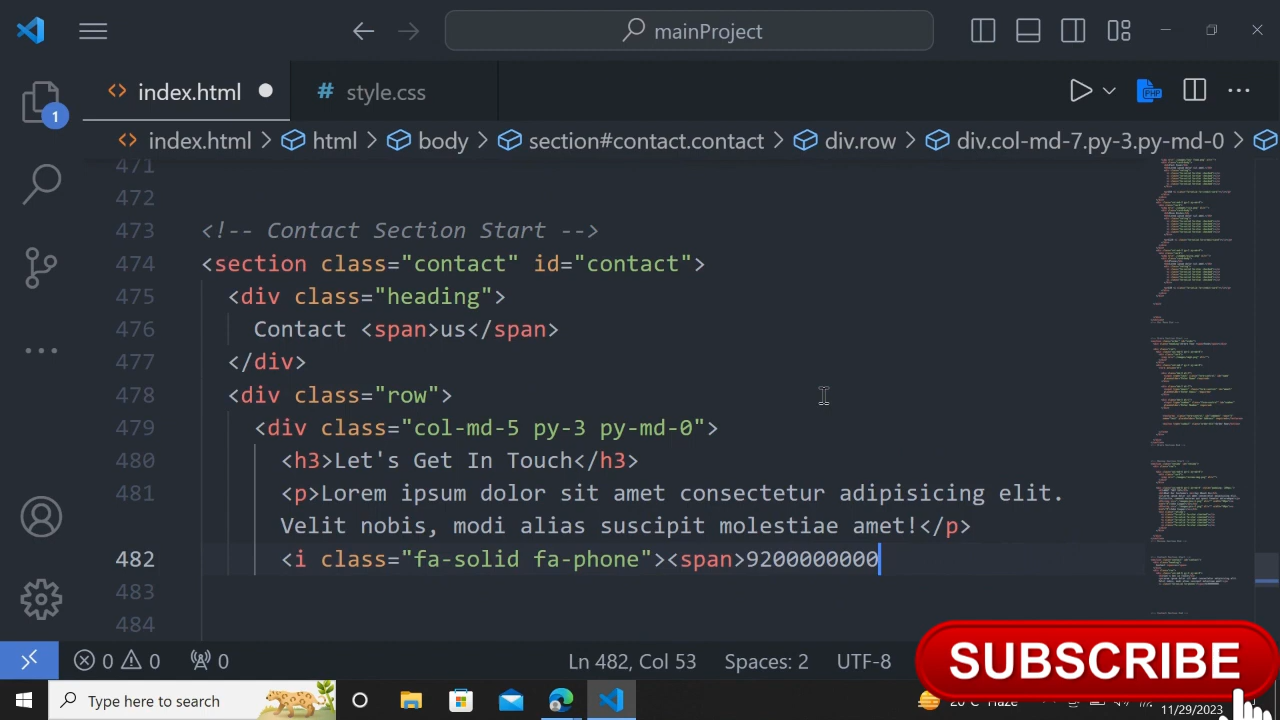 mainProject
index.html
style.css
PHP
1
index.html > html > body > section#contact.contact > div.row > div.col-md-7.py-3.py-md-0 >
471
472
473 <!-- Contact Section Start -->
474 <section class="contact" id="contact">
475 <div class="heading">
476 Contact <span>us</span>
477 </div>
478 <div class="row">
479 <div class="col-md-5 py-3 py-md-0">
480 <h3>Let's Get In Touch</h3>
481 <p>Lorem ipsum dolor sit amet consectetur adipisicing elit.
Velit nobis, modi alias suscipit molestiae amet!</p>
482 <i class="fa-solid fa-phone"><span>9200000000
483
484
0 0 0
Ln 482, Col 53 Spaces: 2 UTF-8
SUBSCRIBE
Type here to search
Haze
11/29/2023